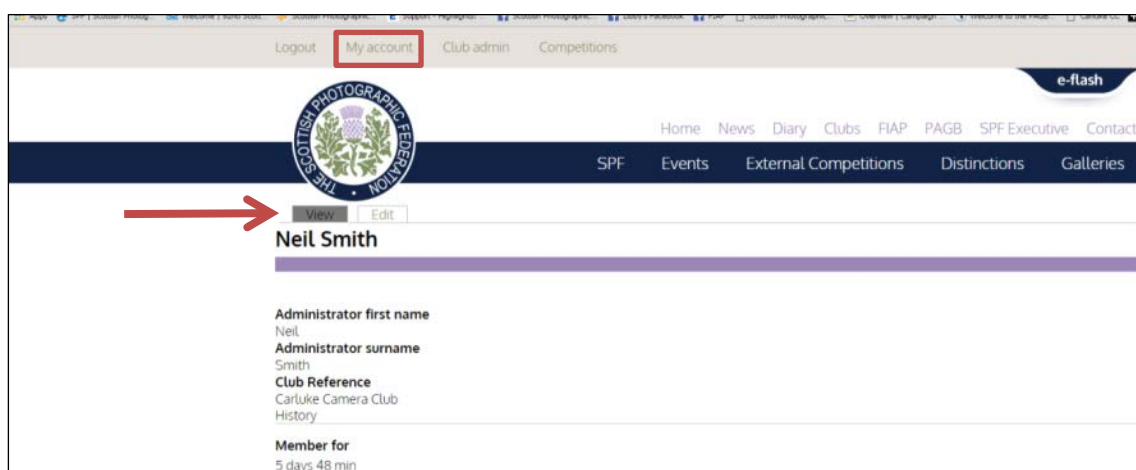 Logout My account Club admin Competitions
e-flash
THE SCOTTISH PHOTOGRAPHIC FEDERATION
Home News Diary Clubs FIAP PAGB SPF Executive Contact
SPF Events External Competitions Distinctions Galleries
View Edit
Neil Smith
Administrator first name
Neil
Administrator surname
Smith
Club Reference
Carluke Camera Club
History
Member for
5 days 48 min